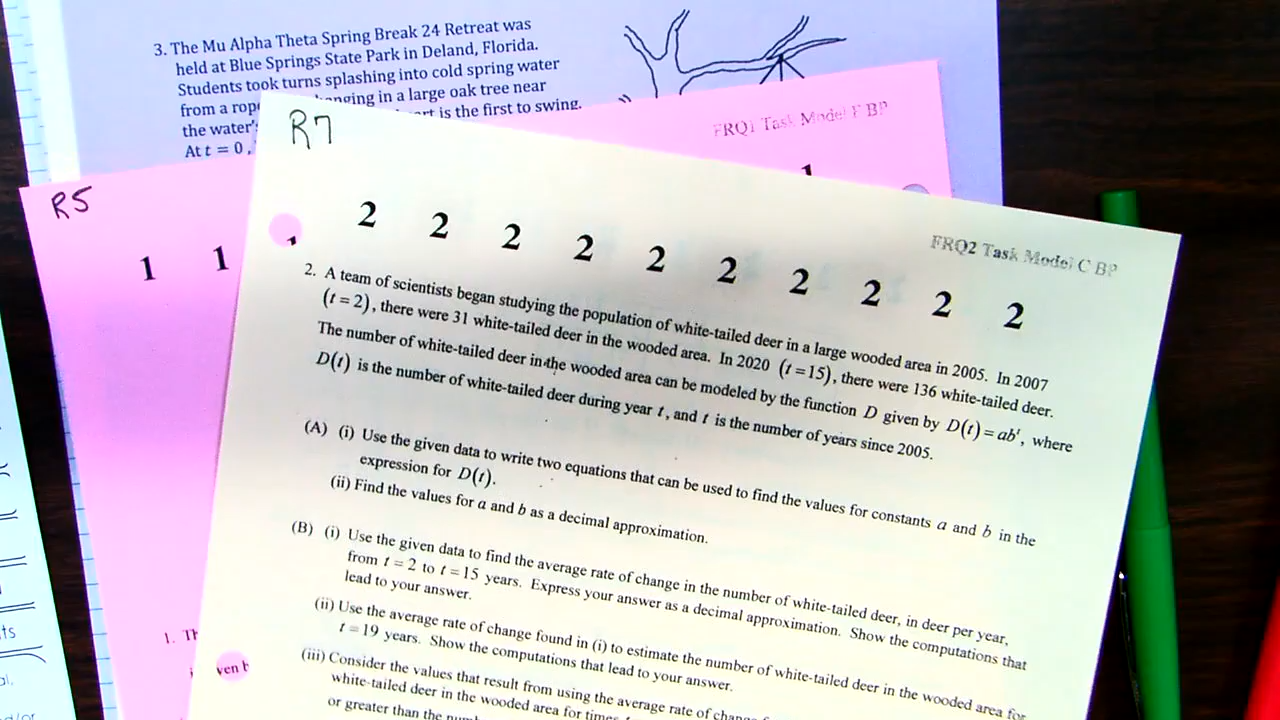 3. The Mu Alpha Theta Spring Break 24 Retreat was
held at Blue Springs State Park in Deland, Florida.
Students took turns splashing into cold spring water
from a rope hanging in a large oak tree near
the water's is the first to swing.
At t = 0,
FRQ1 Task Model F BP
R5
1 1 1
1
R7
FRQ2 Task Model C BP
2 2 2 2 2 2 2 2 2 2
2. A team of scientists began studying the population of white-tailed deer in a large wooded area in 2005. In 2007
(t = 2), there were 31 white-tailed deer in the wooded area. In 2020 (t = 15), there were 136 white-tailed deer.
The number of white-tailed deer in the wooded area can be modeled by the function D given by D(t) = abᵗ, where
D(t) is the number of white-tailed deer during year t, and t is the number of years since 2005.
(A) (i) Use the given data to write two equations that can be used to find the values for constants a and b in the
expression for D(t).
(ii) Find the values for a and b as a decimal approximation.
(B) (i) Use the given data to find the average rate of change in the number of white-tailed deer, in deer per year,
from t = 2 to t = 15 years. Express your answer as a decimal approximation. Show the computations that
lead to your answer.
(ii) Use the average rate of change found in (i) to estimate the number of white-tailed deer in the wooded area for
t = 19 years. Show the computations that lead to your answer.
(iii) Consider the values that result from using the average rate of change
white-tailed deer in the wooded area for times
or greater than the
1.